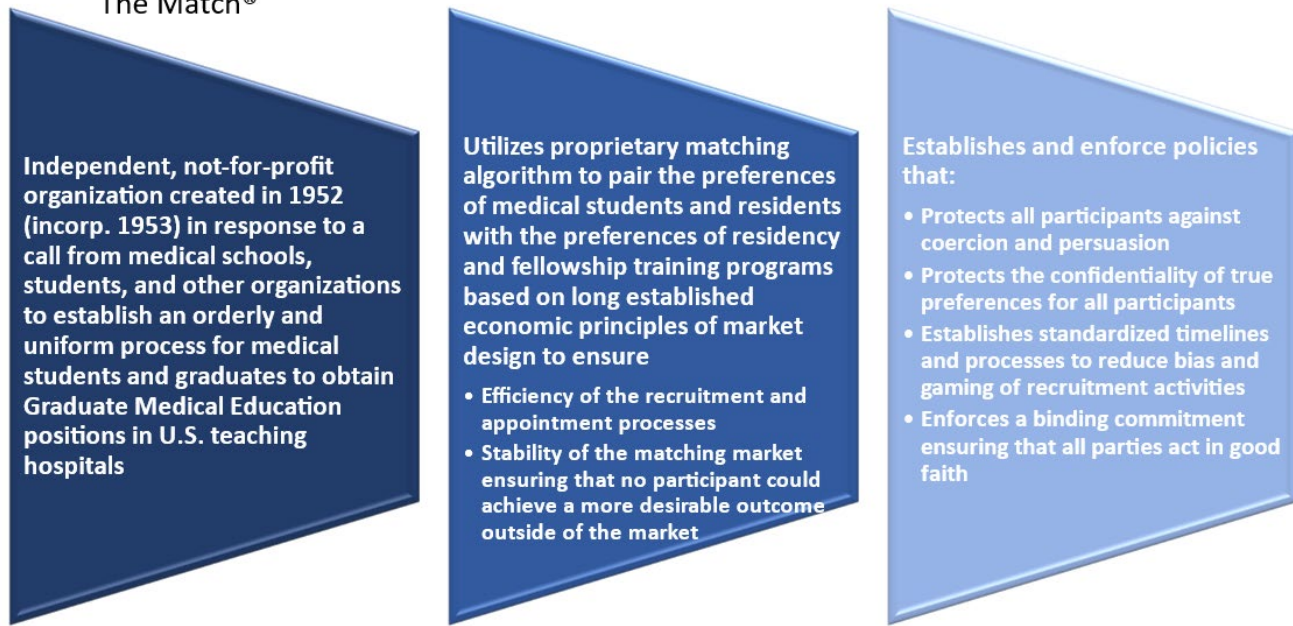 The Match®
Independent, not-for-profit
organization created in 1952
(incorp. 1953) in response to a
call from medical schools,
students, and other organizations
to establish an orderly and
uniform process for medical
students and graduates to obtain
Graduate Medical Education
positions in U.S. teaching
hospitals
Utilizes proprietary matching
algorithm to pair the preferences
of medical students and residents
with the preferences of residency
and fellowship training programs
based on long established
economic principles of market
design to ensure
• Efficiency of the recruitment and
appointment processes
• Stability of the matching market
ensuring that no participant could
achieve a more desirable outcome
outside of the market
Establishes and enforce policies
that:
• Protects all participants against
coercion and persuasion
• Protects the confidentiality of true
preferences for all participants
• Establishes standardized timelines
and processes to reduce bias and
gaming of recruitment activities
• Enforces a binding commitment
ensuring that all parties act in good
faith